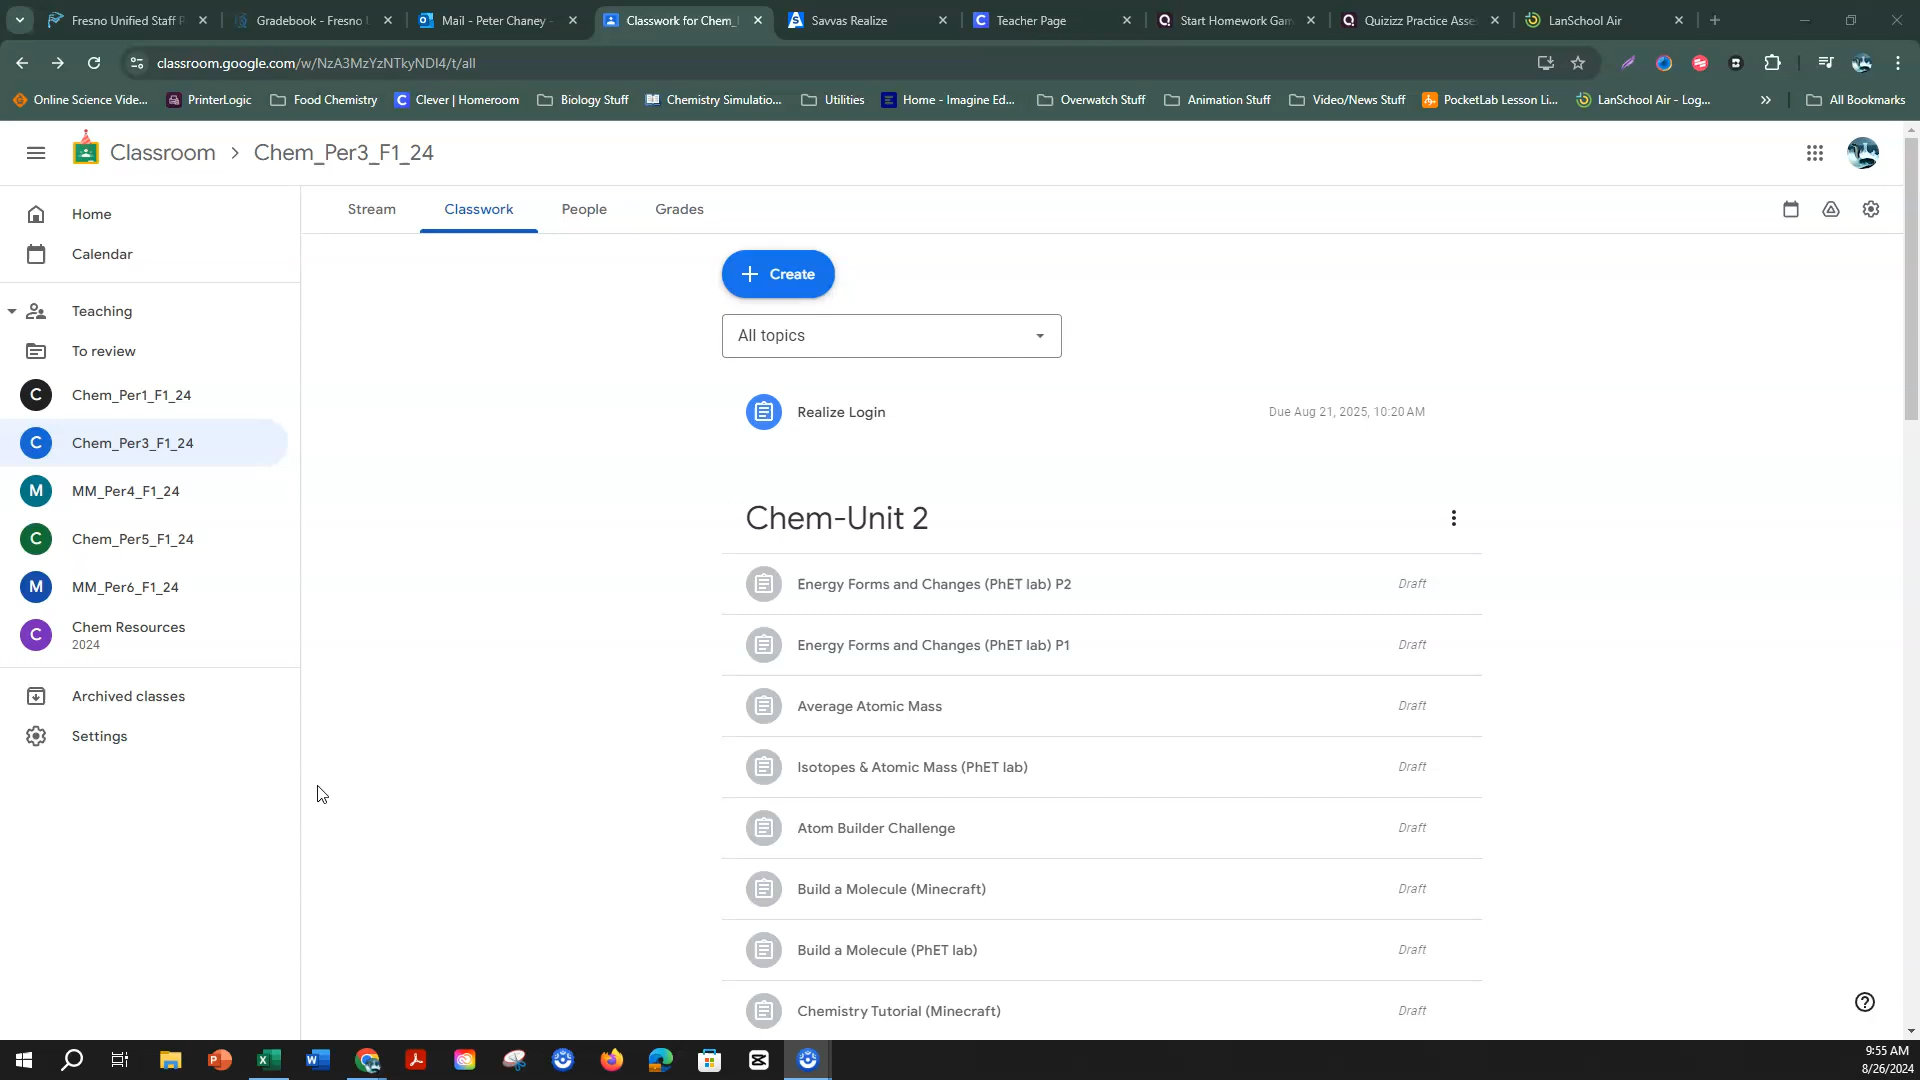 Fresno Unified Staff P
Gradebook - Fresno U
Mail - Peter Chaney -
Classwork for Chem_
Savvas Realize
Teacher Page
Start Homework Gam
Quizizz Practice Asse
LanSchool Air
classroom.google.com/w/NzA3MzYzNTkyNDI4/t/all
Online Science Vide...
PrinterLogic
Food Chemistry
Clever | Homeroom
Biology Stuff
Chemistry Simulatio...
Utilities
Home - Imagine Ed...
Overwatch Stuff
Animation Stuff
Video/News Stuff
PocketLab Lesson Li...
LanSchool Air - Log...
All Bookmarks
Classroom > Chem_Per3_F1_24
Home
Calendar
Teaching
To review
C Chem_Per1_F1_24
C Chem_Per3_F1_24
M MM_Per4_F1_24
C Chem_Per5_F1_24
M MM_Per6_F1_24
C Chem Resources
2024
Archived classes
Settings
Stream
Classwork
People
Grades
+ Create
All topics
Realize Login Due Aug 21, 2025, 10:20 AM
Chem-Unit 2
Energy Forms and Changes (PhET lab) P2 Draft
Energy Forms and Changes (PhET lab) P1 Draft
Average Atomic Mass Draft
Isotopes & Atomic Mass (PhET lab) Draft
Atom Builder Challenge Draft
Build a Molecule (Minecraft) Draft
Build a Molecule (PhET lab) Draft
Chemistry Tutorial (Minecraft) Draft
9:55 AM
8/26/2024